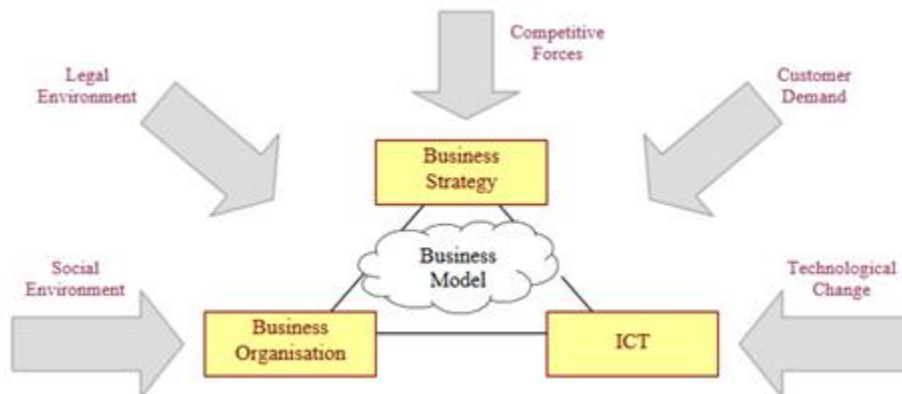 Competitive
Forces
Legal
Environment
Customer
Demand
Business
Strategy
Business
Model
Social
Environment
Technological
Change
Business
Organisation
ICT